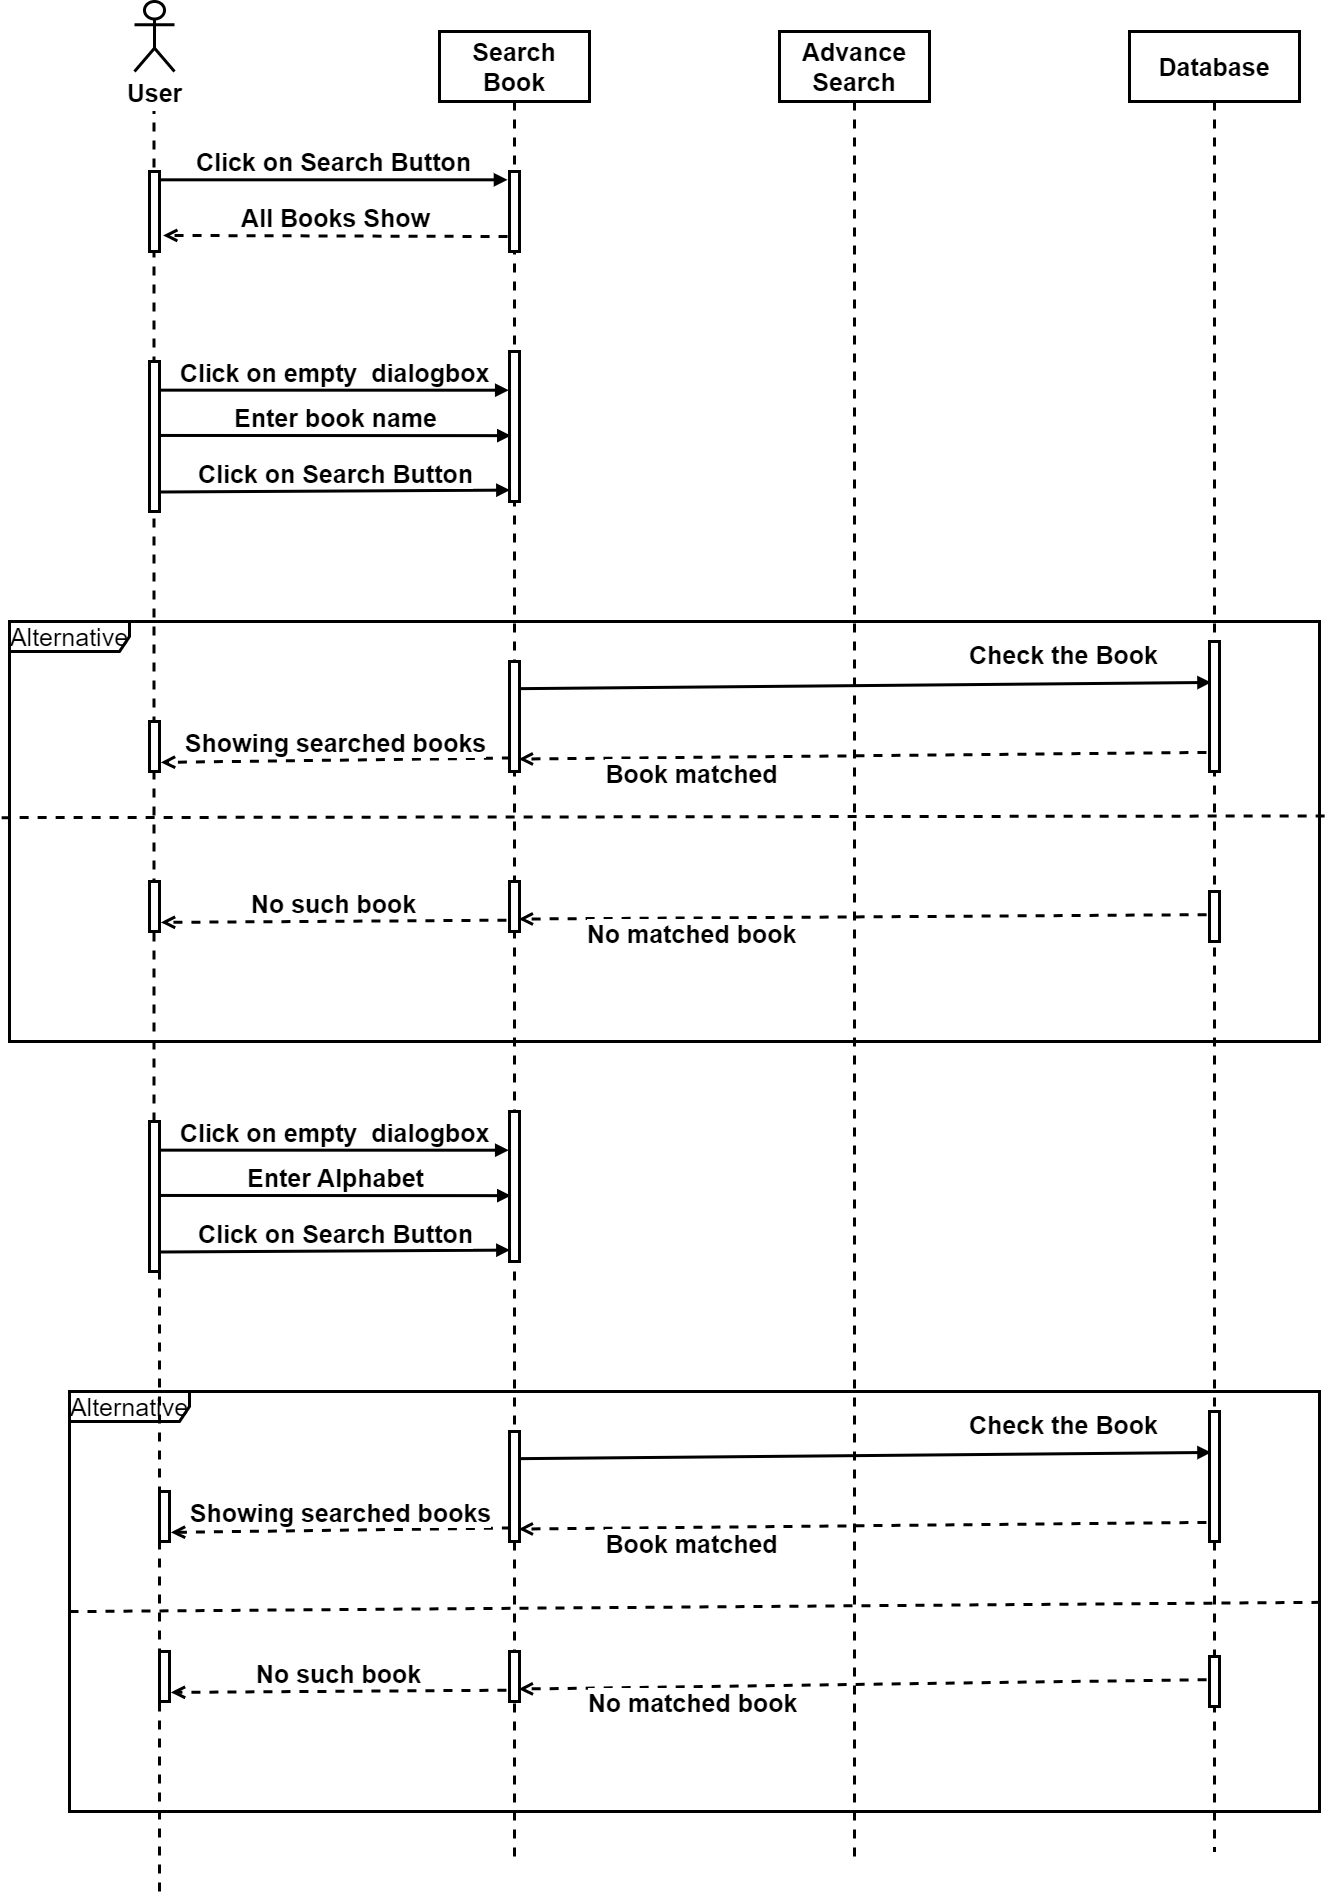 User
Search
Book
Advance
Search
Database
Click on Search Button
All Books Show
Click on empty  dialogbox
Enter book name
Click on Search Button
Alternative
Check the Book
Showing searched books
Book matched
No such book
No matched book
Click on empty  dialogbox
Enter Alphabet
Click on Search Button
Alternative
Check the Book
Showing searched books
Book matched
No such book
No matched book